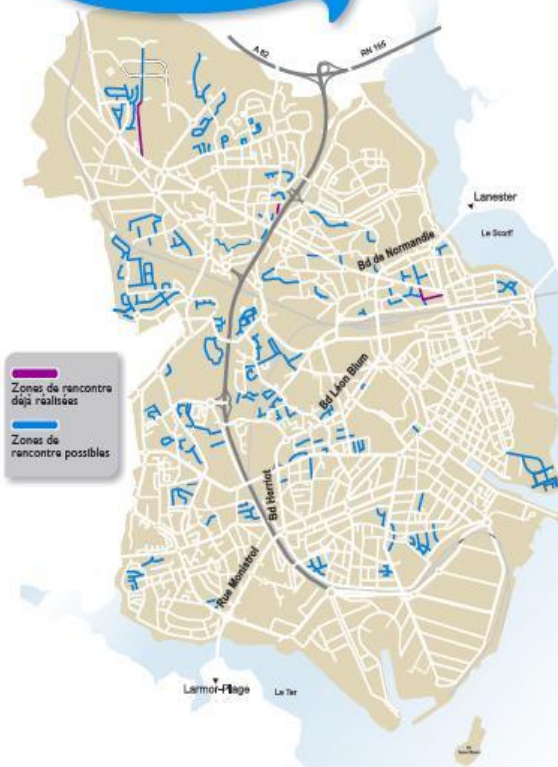 A 82
RN 165
Lanester
Le Scorff
Bd de Normandie
Zones de rencontre
déjà réalisées
Zones de
rencontre possibles
Bd Léon Blum
Bd Herriot
Rue Monistrol
Larmor-Plage
Le Ter